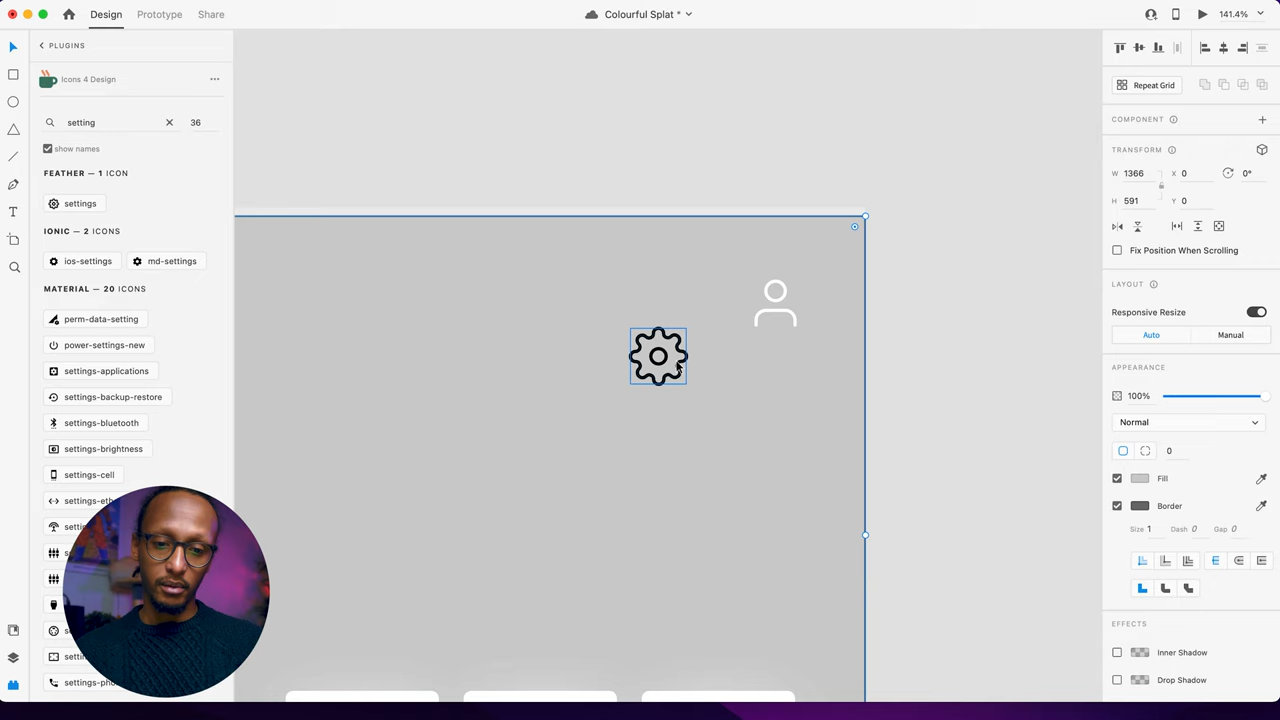 Design Prototype Share Colourful Splat * 141.4%
PLUGINS
Icons 4 Design
setting 36
show names
FEATHER — 1 ICON
settings
IONIC — 2 ICONS
ios-settings md-settings
MATERIAL — 20 ICONS
perm-data-setting
power-settings-new
settings-applications
settings-backup-restore
settings-bluetooth
settings-brightness
settings-cell
Repeat Grid
COMPONENT
TRANSFORM
W 1366 X 0 0°
H 591 Y 0
Fix Position When Scrolling
LAYOUT
Responsive Resize
Auto Manual
APPEARANCE
100%
Normal
0
Fill
Border
Size 1 Dash 0 Gap 0
EFFECTS
Inner Shadow
Drop Shadow